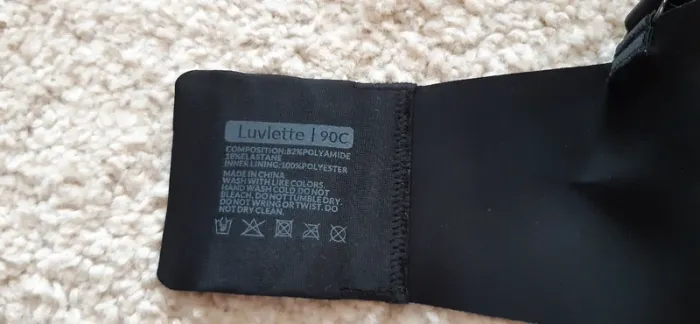 Luvlette | 90C
COMPOSITION:82%POLYAMIDE
18%ELASTANE
INNER LINING:100%POLYESTER
MADE IN CHINA
WASH WITH LIKE COLORS.
HAND WASH COLD.DO NOT
BLEACH. DO NOT TUMBLE DRY.
DO NOT WRING OR TWIST. DO
NOT DRY CLEAN.